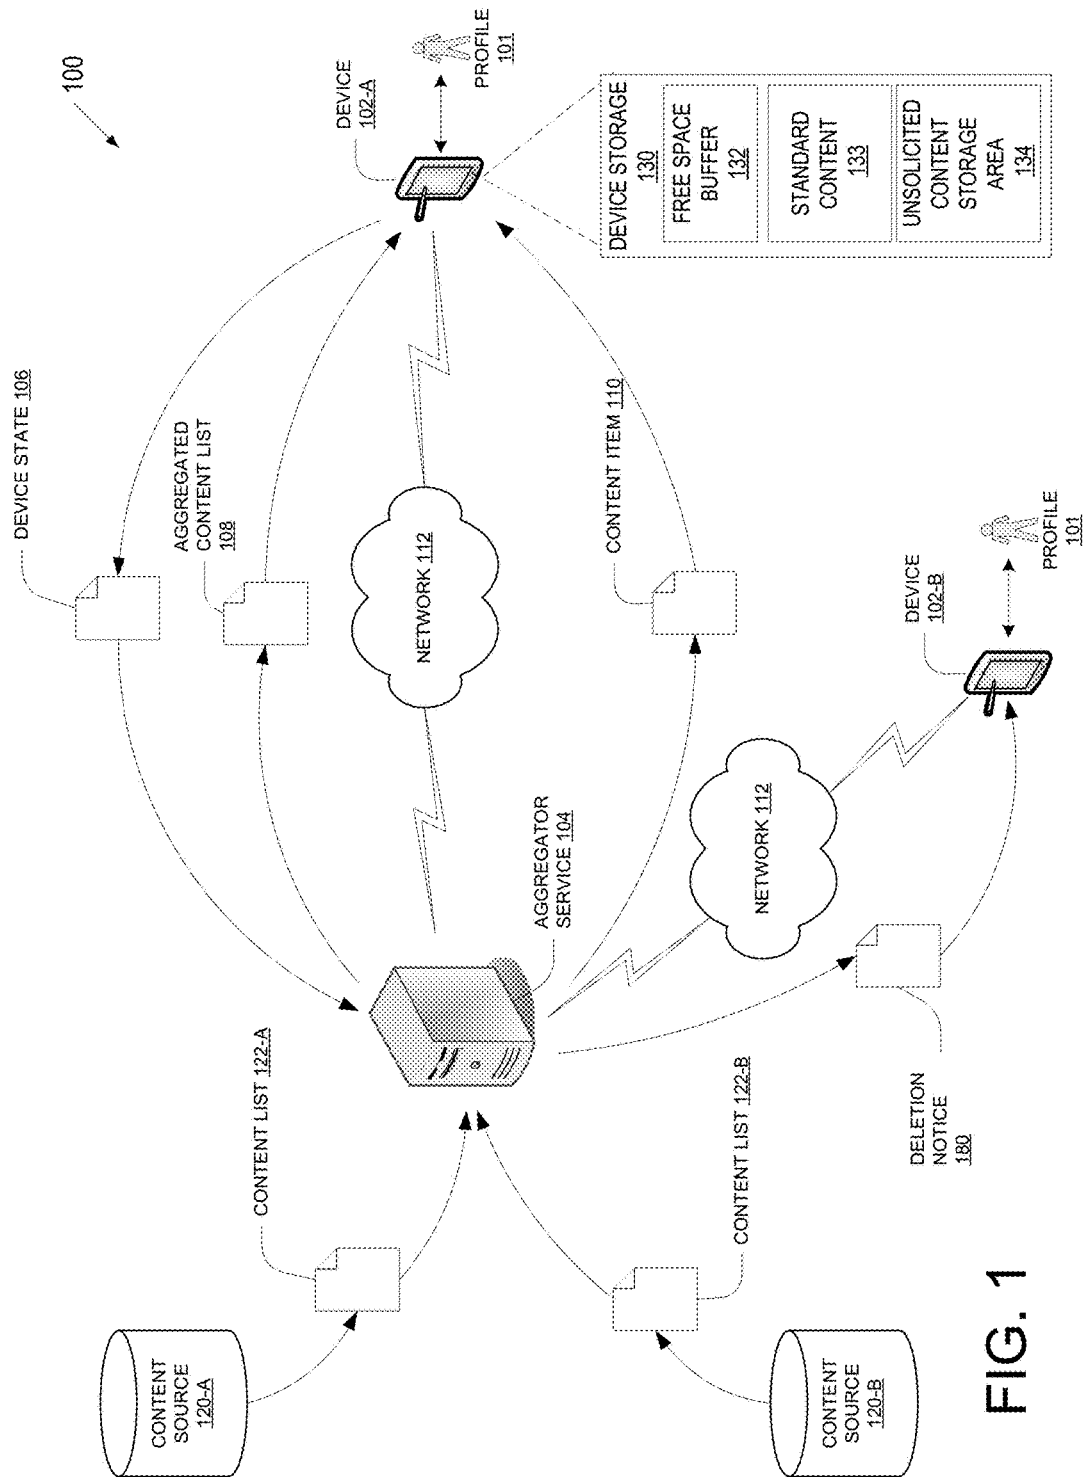 100
DEVICE
102-A
PROFILE
101
DEVICE STATE 106
AGGREGATED
CONTENT LIST
108
NETWORK 112
CONTENT ITEM 110
DEVICE STORAGE
130
FREE SPACE
BUFFER
132
STANDARD
CONTENT
133
UNSOLICITED
CONTENT
STORAGE
AREA
134
CONTENT LIST 122-A
CONTENT
SOURCE
120-A
AGGREGATOR
SERVICE 104
NETWORK 112
DEVICE
102-B
PROFILE
101
CONTENT LIST 122-B
CONTENT
SOURCE
120-B
DELETION
NOTICE
180
FIG. 1